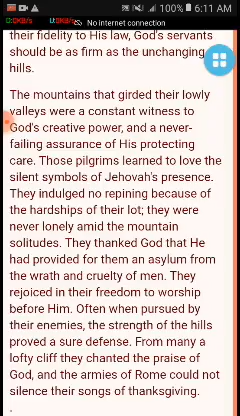 100% 6:11 AM
O:0KB/s U:0KB/s No internet connection
their fidelity to His law, God's servants
should be as firm as the unchanging
hills.
The mountains that girded their lowly
valleys were a constant witness to
God's creative power, and a never-
failing assurance of His protecting
care. Those pilgrims learned to love the
silent symbols of Jehovah's presence.
They indulged no repining because of
the hardships of their lot; they were
never lonely amid the mountain
solitudes. They thanked God that He
had provided for them an asylum from
the wrath and cruelty of men. They
rejoiced in their freedom to worship
before Him. Often when pursued by
their enemies, the strength of the hills
proved a sure defense. From many a
lofty cliff they chanted the praise of
God, and the armies of Rome could not
silence their songs of thanksgiving.